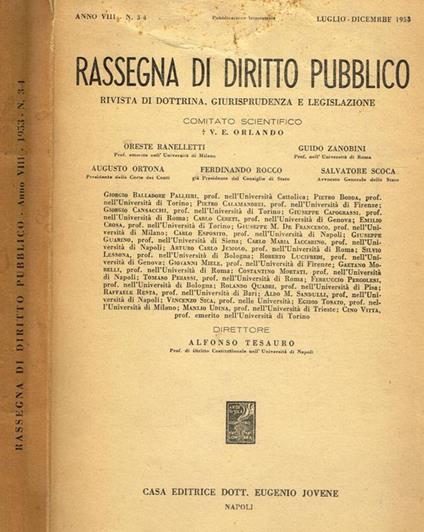 RASSEGNA DI DIRITTO PUBBLICO - Anno VIII - 1953 - N. 3-4
ANNO VIII - N. 3-4
Pubblicazione trimestrale
LUGLIO-DICEMBRE 1953
RASSEGNA DI DIRITTO PUBBLICO
RIVISTA DI DOTTRINA, GIURISPRUDENZA E LEGISLAZIONE
COMITATO SCIENTIFICO
† V. E. ORLANDO
ORESTE RANELLETTI
Prof. emerito nell'Università di Milano
GUIDO ZANOBINI
Prof. nell'Università di Roma
AUGUSTO ORTONA
Presidente della Corte dei Conti
FERDINANDO ROCCO
già Presidente del Consiglio di Stato
SALVATORE SCOCA
Avvocato Generale dello Stato
GIORGIO BALLADORE PALLIERI, prof. nell'Università Cattolica; PIETRO BODDA, prof.
nell'Università di Torino; PIETRO CALAMANDREI, prof. nell'Università di Firenze;
GIORGIO CANSACCHI, prof. nell'Università di Torino; GIUSEPPE CAPOGRASSI, prof.
nell'Università di Roma; CARLO CERETI, prof. nell'Università di Genova; EMILIO
CROSA, prof. nell'Università di Torino; GIUSEPPE M. DE FRANCESCO, prof. nell'Uni-
versità di Milano; CARLO ESPOSITO, prof. nell'Università di Napoli; GIUSEPPE
GUARINO, prof. nell'Università di Siena; CARLO MARIA IACCARINO, prof. nell'Univer-
sità di Napoli; ARTURO CARLO JEMOLO, prof. nell'Università di Roma; SILVIO
LESSONA, prof. nell'Università di Bologna; ROBERTO LUCIFREDI, prof. nell'Uni-
versità di Genova; GIOVANNI MIELE, prof. nell'Università di Firenze; GAETANO MO-
RELLI, prof. nell'Università di Roma; COSTANTINO MORTATI, prof. nell'Università di
Napoli; TOMASO PERASSI, prof. nell'Università di Roma; FERRUCCIO PERGOLESI,
prof. nell'Università di Bologna; ROLANDO QUADRI, prof. nell'Università di Pisa;
RAFFAELE RESTA, prof. nell'Università di Bari; ALDO M. SANDULLI, prof. nell'Uni-
versità di Napoli; VINCENZO SICA, prof. nelle Università; EGIDIO TOSATO, prof. nel-
l'Università di Milano; MANLIO UDINA, prof. nell'Università di Trieste; CINO VITTA,
prof. emerito nell'Università di Torino
DIRETTORE
ALFONSO TESAURO
Prof. di Diritto Costituzionale nell'Università di Napoli
CASA EDITRICE DOTT. EUGENIO JOVENE
NAPOLI